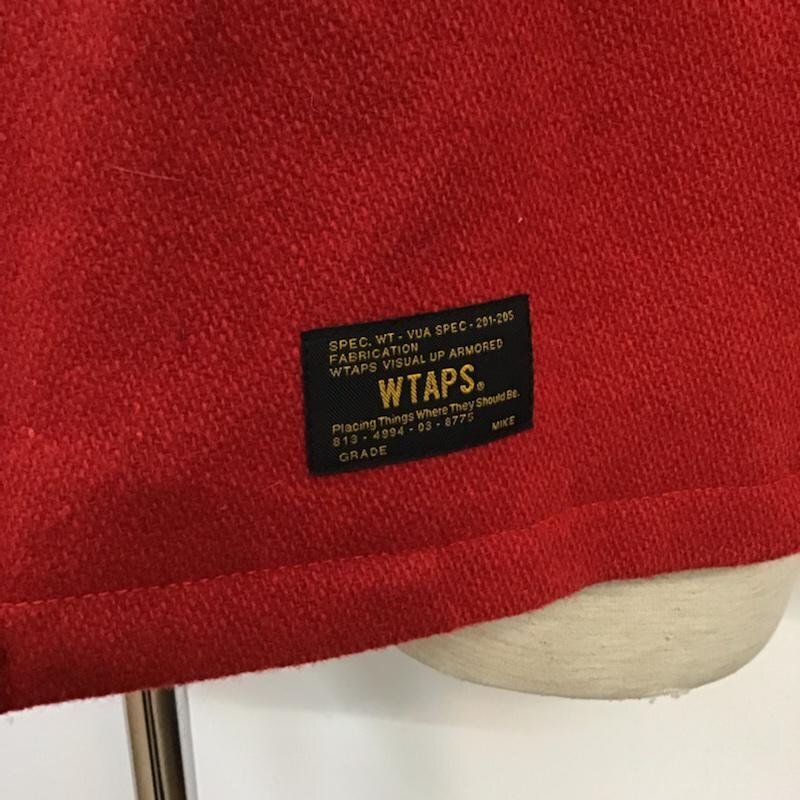 SPEC. WT - VUA SPEC - 201-205
FABRICATION
WTAPS VISUAL UP ARMORED
WTAPS®
Placing Things Where They Should Be.
813 - 4994 - 03 - 8775 MIKE
GRADE